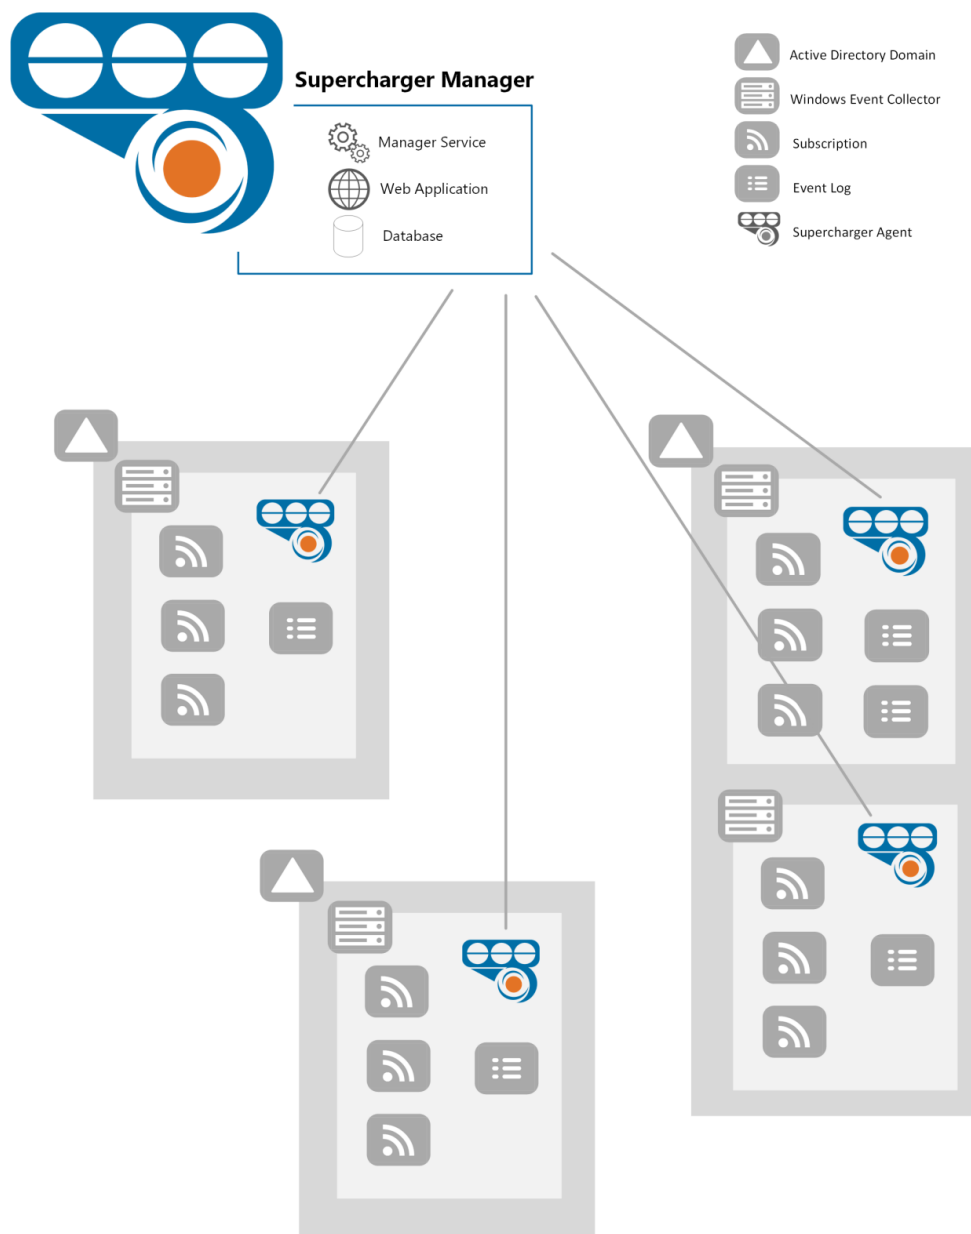 Supercharger Manager
Manager Service
Web Application
Database
Active Directory Domain
Windows Event Collector
Subscription
Event Log
Supercharger Agent